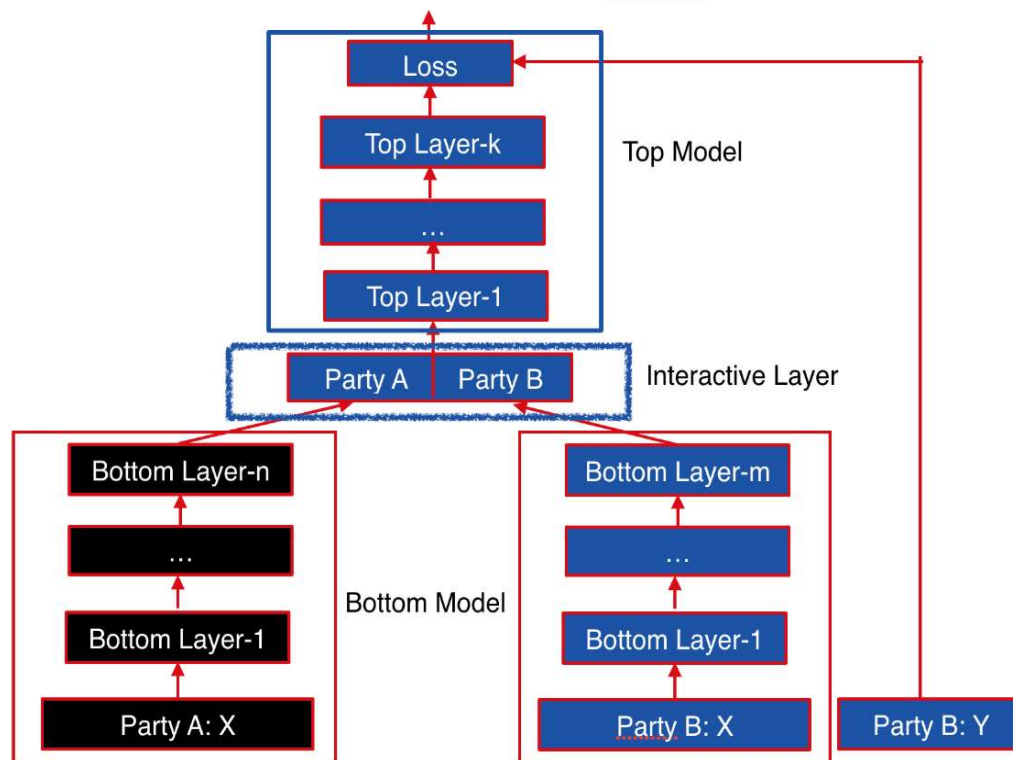 Loss
Top Layer-k
Top Model
...
Top Layer-1
Party A
Party B
Interactive Layer
Bottom Layer-n
...
Bottom Layer-1
Party A: X
Bottom Model
Bottom Layer-m
...
Bottom Layer-1
Party B: X
Party B: Y